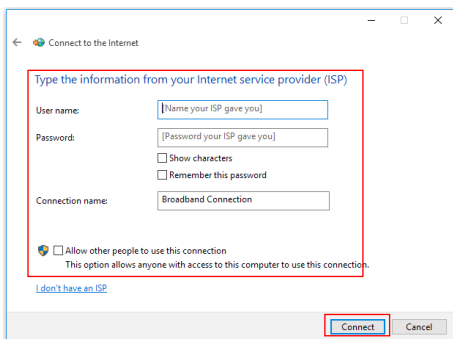 Connect to the Internet
Type the information from your Internet service provider (ISP)
User name: [Name your ISP gave you]
Password: [Password your ISP gave you]
Show characters
Remember this password
Connection name: Broadband Connection
Allow other people to use this connection
This option allows anyone with access to this computer to use this connection.
I don't have an ISP
Connect Cancel